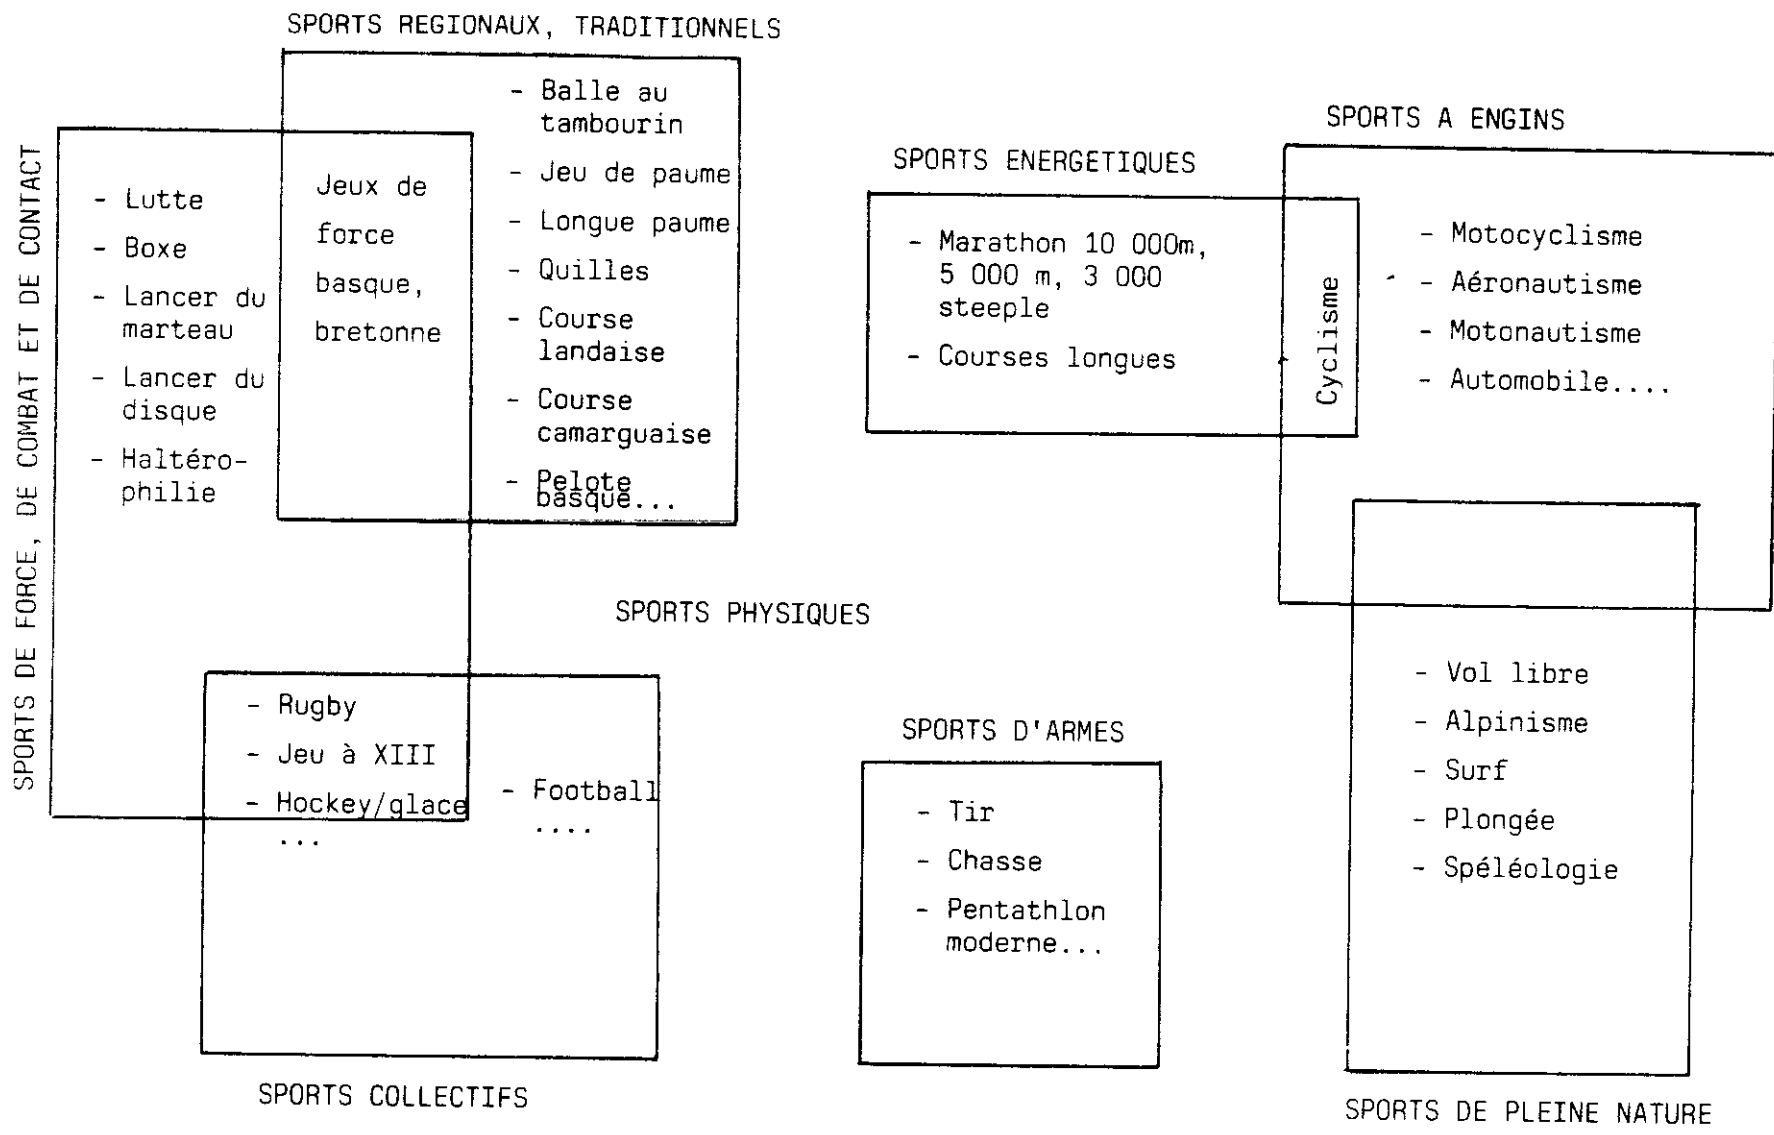 SPORTS REGIONAUX, TRADITIONNELS
- Balle au
tambourin
- Jeu de paume
- Longue paume
- Quilles
- Course
landaise
- Course
camarguaise
- Pelote
basque...
Jeux de
force
basque,
bretonne
SPORTS DE FORCE, DE COMBAT ET DE CONTACT
- Lutte
- Boxe
- Lancer du
marteau
- Lancer du
disque
- Haltéro-
philie
SPORTS ENERGETIQUES
- Marathon 10 000m,
5 000 m, 3 000
steeple
- Courses longues
Cyclisme
SPORTS A ENGINS
- Motocyclisme
- Aéronautisme
- Motonautisme
- Automobile....
SPORTS PHYSIQUES
- Rugby
- Jeu à XIII
- Hockey/glace
...
- Football
....
SPORTS COLLECTIFS
SPORTS D'ARMES
- Tir
- Chasse
- Pentathlon
moderne...
- Vol libre
- Alpinisme
- Surf
- Plongée
- Spéléologie
SPORTS DE PLEINE NATURE